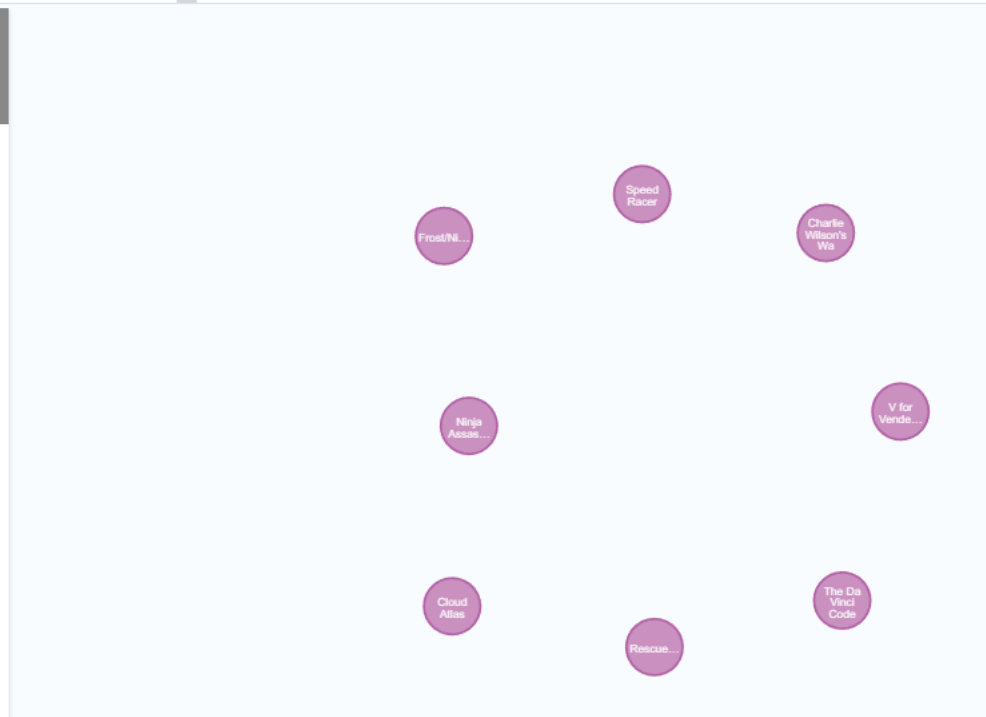 Speed
Racer
Charlie
Wilson's
Wa
Frost/Ni...
V for
Vende...
Ninja
Assas...
The Da
Vinci
Code
Cloud
Atlas
Rescue...